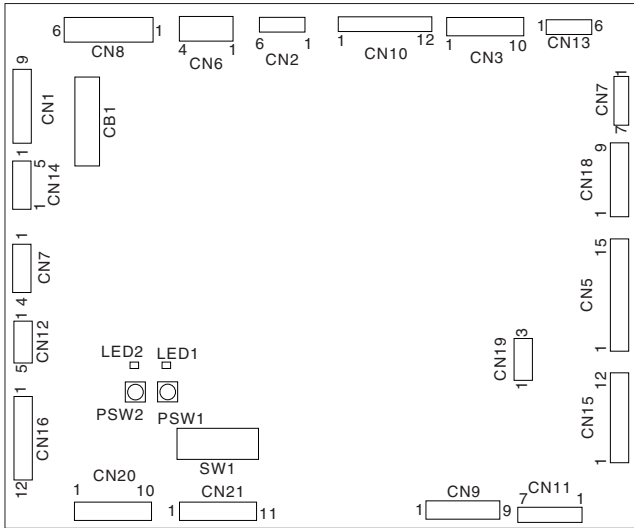 6 CN8 1
4 CN6 1
6 CN2 1
1 CN10 12
1 CN3 10
1 CN13 6
9 CN1 1
CB1
1 CN7 7
5 CN14 1
9 CN18 1
1 CN7 4
15 CN5 1
1 CN12 5
LED2 LED1
3 CN19 1
PSW2 PSW1
1 CN16 12
12 CN15 1
SW1
1 CN20 10
1 CN21 11
1 CN9 9
7 CN11 1